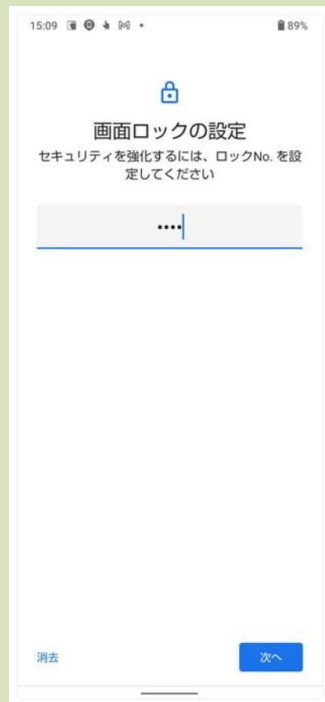 15:09 89%
画面ロックの設定
セキュリティを強化するには、ロックNo. を設
定してください
••••
消去 次へ